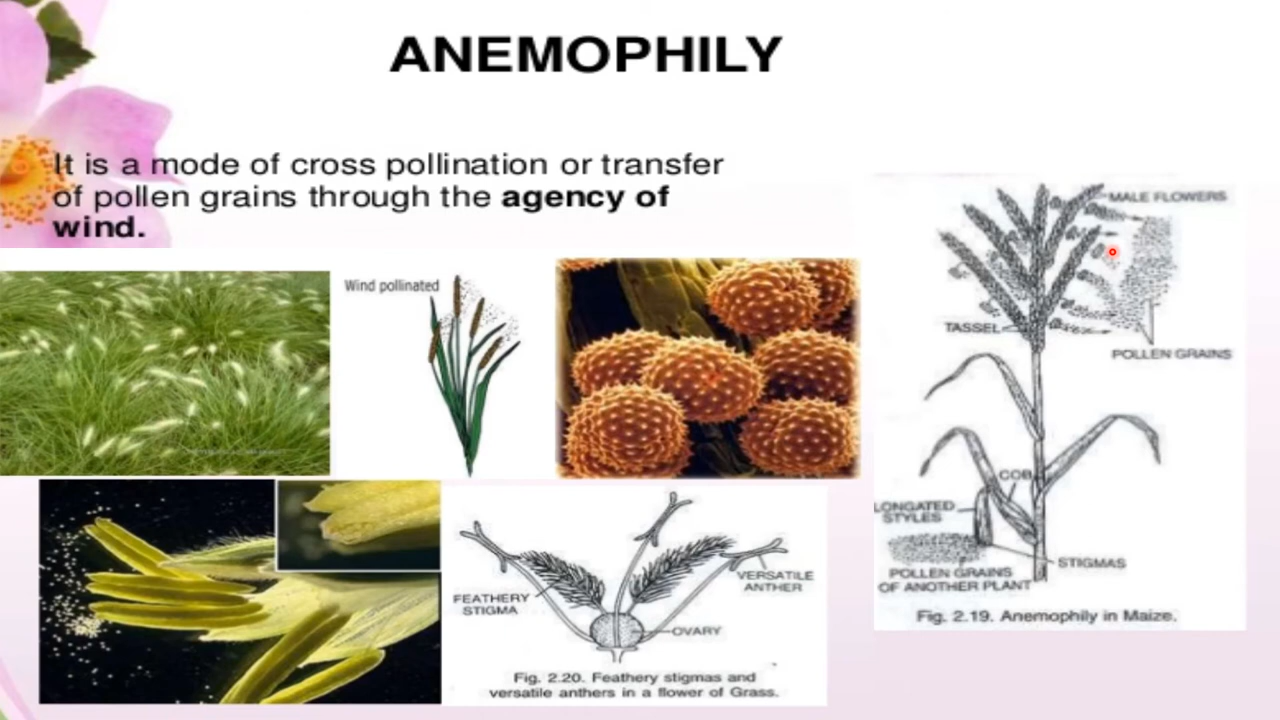 ANEMOPHILY
It is a mode of cross pollination or transfer
of pollen grains through the agency of
wind.
Wind pollinated
MALE FLOWERS
TASSEL
POLLEN GRAINS
COB
LONGATED
STYLES
STIGMAS
POLLEN GRAINS
OF ANOTHER PLANT
Fig. 2.19. Anemophily in Maize.
FEATHERY
STIGMA
VERSATILE
ANTHER
OVARY
Fig. 2.20. Feathery stigmas and
versatile anthers in a flower of Grass.